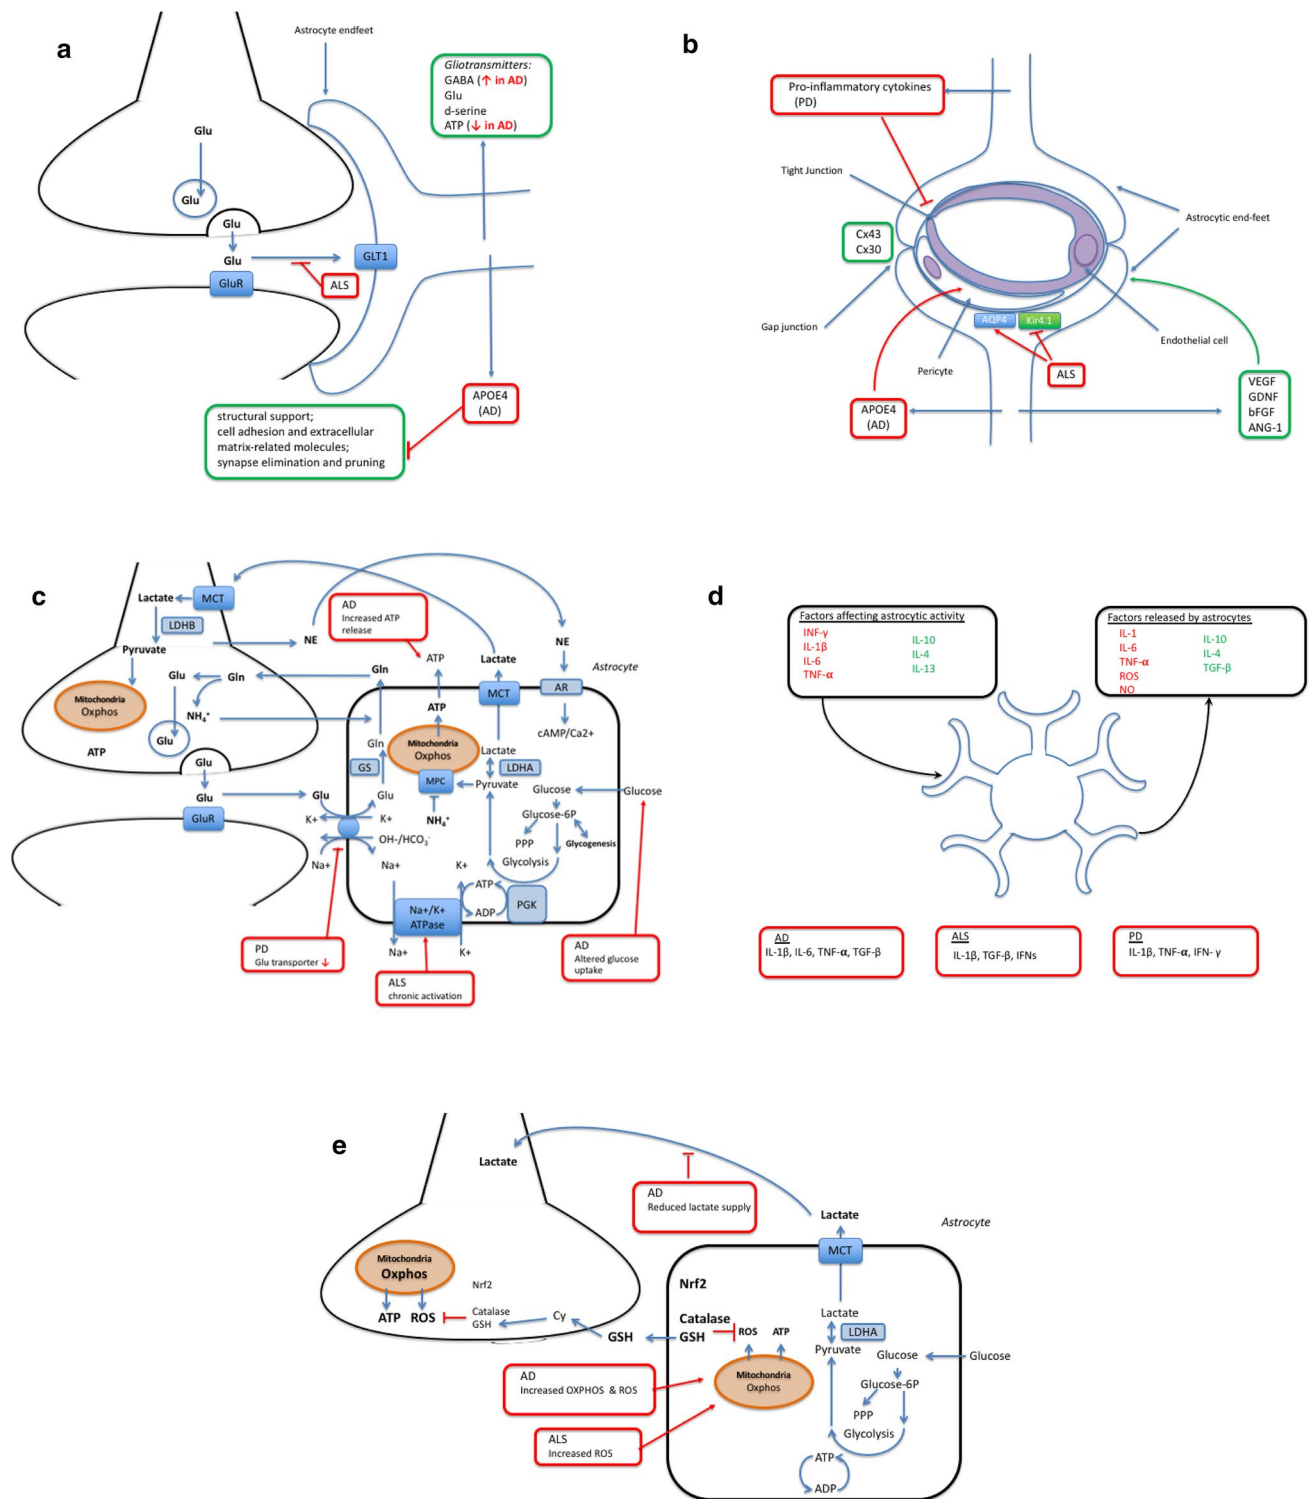 a
Astrocyte endfeet
Gliotransmitters:
GABA (↑ in AD)
Glu
d-serine
ATP (↓ in AD)
Glu
Glu
Glu
Glu
GLT1
GluR
ALS
APOE4
(AD)
structural support;
cell adhesion and extracellular
matrix-related molecules;
synapse elimination and pruning
b
Pro-inflammatory cytokines
(PD)
Tight Junction
Astrocytic end-feet
Cx43
Cx30
Gap junction
AQP4
Kir4.1
Endothelial cell
Pericyte
ALS
APOE4
(AD)
VEGF
GDNF
bFGF
ANG-1
c
Lactate
MCT
LDHB
Pyruvate
NE
AD
Increased ATP
release
ATP
Lactate
NE
Astrocyte
Glu
Gln
Gln
Mitochondria
Oxphos
NH₄⁺
Glu
ATP
Glu
Glu
GluR
Glu
MCT
AR
ATP
cAMP/Ca2+
Gln
Mitochondria
Oxphos
Lactate
GS
MPC
LDHA
Pyruvate
Glucose
Glucose
Glu
K+
K+
NH₄⁺
Glucose-6P
PPP
Glycogenesis
OH-/HCO₃⁻
Na+
Na+
K+
Glycolysis
ATP
ADP
PGK
Na+/K+
ATPase
Na+
K+
PD
Glu transporter ↓
ALS
chronic activation
AD
Altered glucose
uptake
d
Factors affecting astrocytic activity
INF-γ
IL-1β
IL-6
TNF-α
IL-10
IL-4
IL-13
Factors released by astrocytes
IL-1
IL-6
TNF-α
ROS
NO
IL-10
IL-4
TGF-β
AD
IL-1β, IL-6, TNF-α, TGF-β
ALS
IL-1β, TGF-β, IFNs
PD
IL-1β, TNF-α, IFN- γ
e
Lactate
AD
Reduced lactate supply
Lactate
Astrocyte
MCT
Mitochondria
Oxphos
Nrf2
ATP
ROS
Catalase
GSH
Cy
GSH
Nrf2
Catalase
GSH
ROS
ATP
Lactate
LDHA
Pyruvate
Glucose
Glucose
Mitochondria
Oxphos
Glucose-6P
PPP
Glycolysis
ATP
ADP
AD
Increased OXPHOS & ROS
ALS
Increased ROS